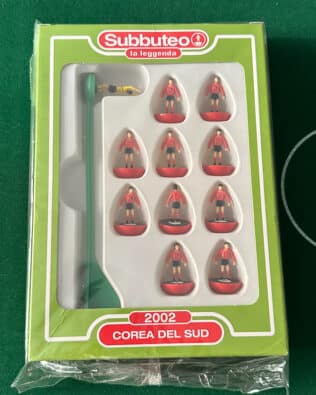 Subbuteo
la leggenda
2002
COREA DEL SUD